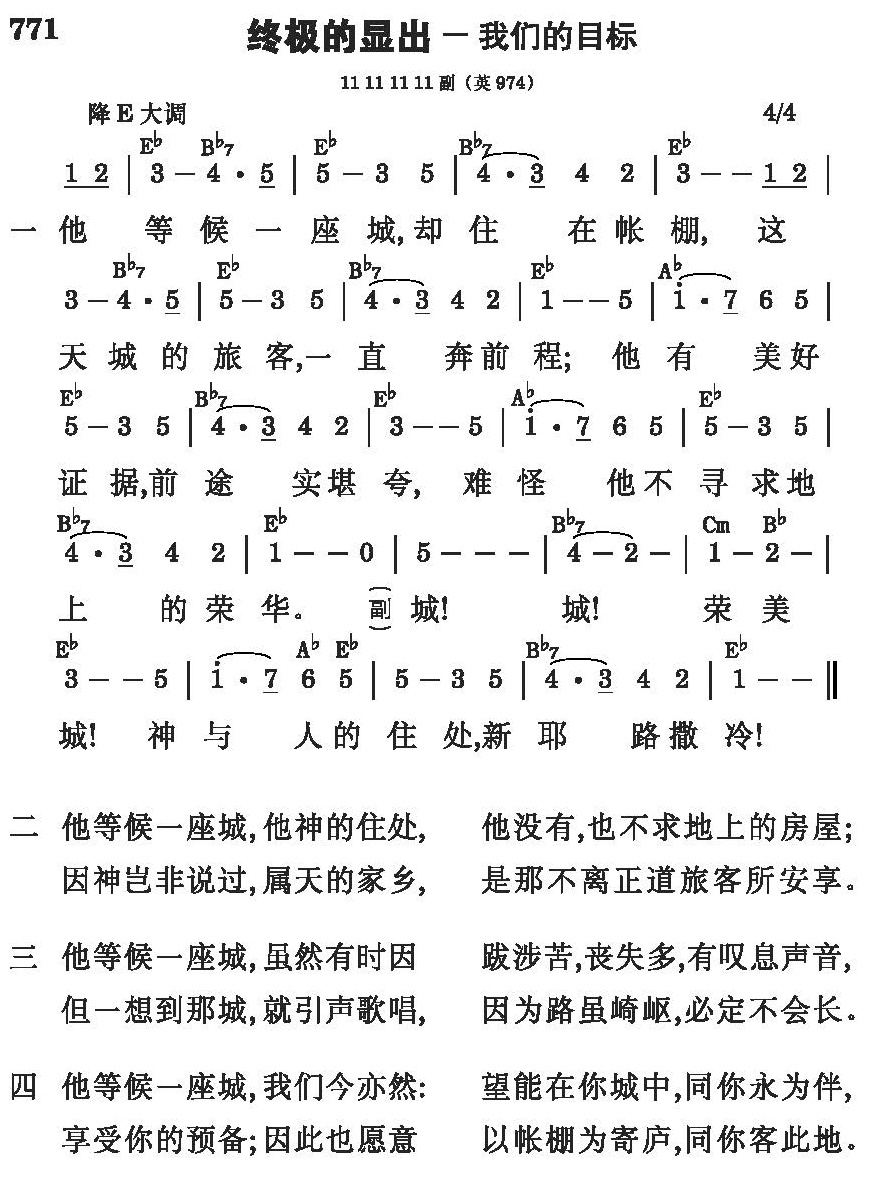 771
终极的显出 — 我们的目标
11 11 11 11 副（英 974）
降 E 大调 4/4
E♭ B♭7 E♭ B♭7 E♭
1 2 | 3 — 4 · 5 | 5 — 3 5 | 4 · 3 4 2 | 3 — — 1 2 |
一 他 等 候 一 座 城, 却 住 在 帐 棚, 这
B♭7 E♭ B♭7 E♭ A♭
3 — 4 · 5 | 5 — 3 5 | 4 · 3 4 2 | 1 — — 5 | i · 7 6 5 |
天 城 的 旅 客,一 直 奔 前 程; 他 有 美 好
E♭ B♭7 E♭ A♭ E♭
5 — 3 5 | 4 · 3 4 2 | 3 — — 5 | i · 7 6 5 | 5 — 3 5 |
证 据,前 途 实 堪 夸, 难 怪 他 不 寻 求 地
B♭7 E♭ B♭7 Cm B♭
4 · 3 4 2 | 1 — — 0 | 5 — — — | 4 — 2 — | 1 — 2 — |
上 的 荣 华。 (副) 城! 城! 荣 美
E♭ A♭ E♭ B♭7 E♭
3 — — 5 | i · 7 6 5 | 5 — 3 5 | 4 · 3 4 2 | 1 — — ‖
城! 神 与 人 的 住 处,新 耶 路 撒 冷!
二 他等候一座城, 他神的住处, 他没有,也不求地上的房屋;
因神岂非说过, 属天的家乡, 是那不离正道旅客所安享。
三 他等候一座城, 虽然有时因 跋涉苦,丧失多,有叹息声音,
但一想到那城, 就引声歌唱, 因为路虽崎岖,必定不会长。
四 他等候一座城, 我们今亦然: 望能在你城中,同你永为伴,
享受你的预备; 因此也愿意 以帐棚为寄庐,同你客此地。